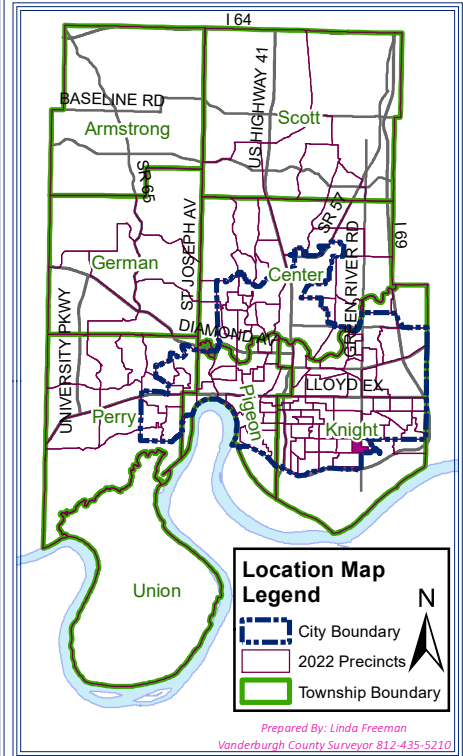 I 64
BASELINE RD
Armstrong
Scott
US HIGHWAY 41
SR 65
SR 57
I 69
German
ST JOSEPH AV
Center
GREEN RIVER RD
UNIVERSITY PKWY
DIAMOND AV
LLOYD EX
Perry
Pigeon
Knight
Union
Location Map
Legend
N
City Boundary
2022 Precincts
Township Boundary
Prepared By: Linda Freeman
Vanderburgh County Surveyor 812-435-5210